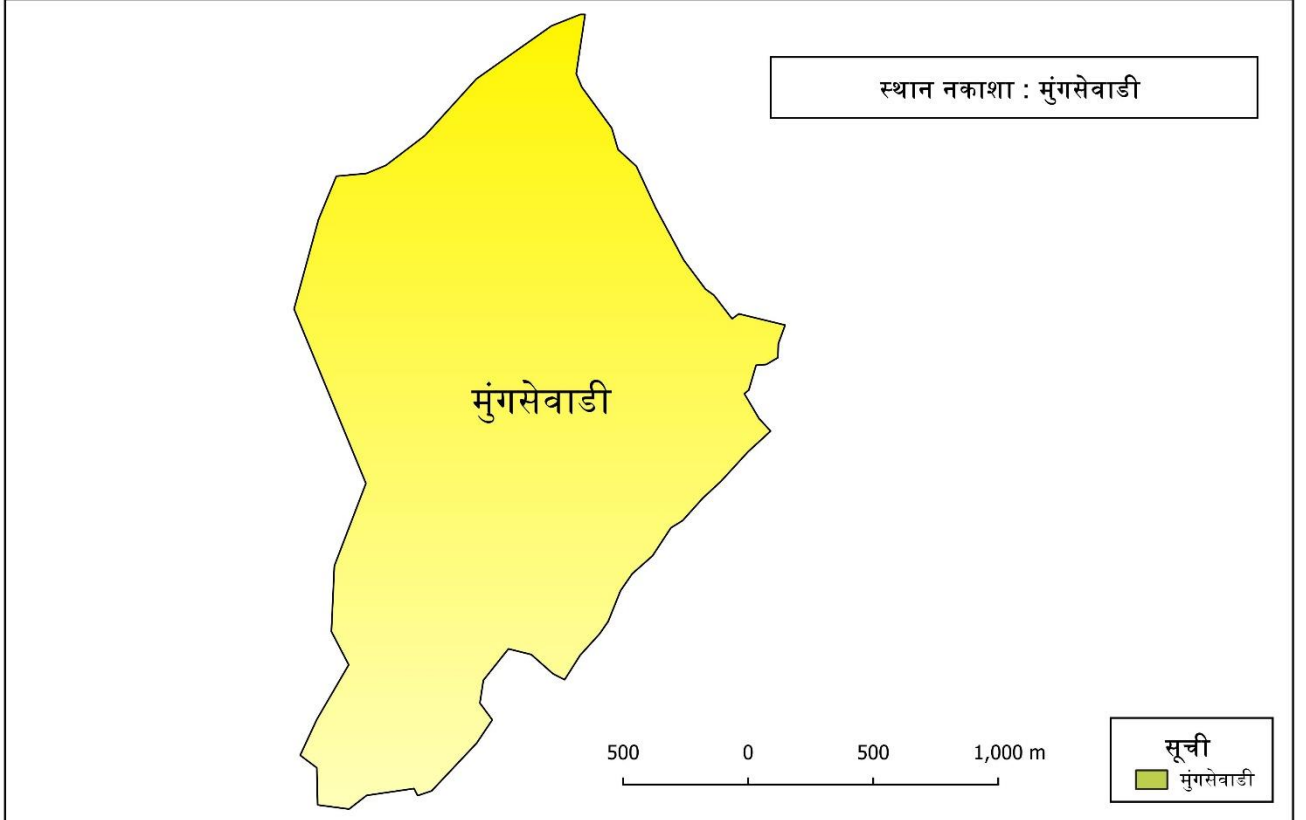 स्थान नकाशा : मुंगसेवाडी
मुंगसेवाडी
500 0 500 1,000 m
सूची
मुंगसेवाडी